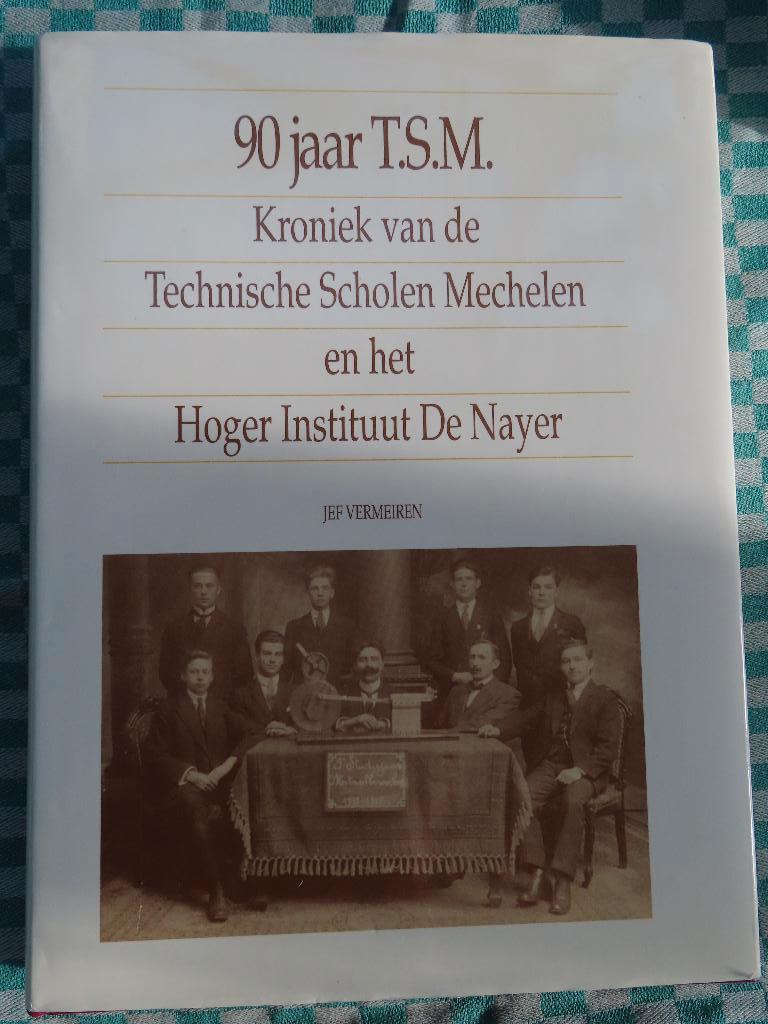 90 jaar T.S.M.
Kroniek van de
Technische Scholen Mechelen
en het
Hoger Instituut De Nayer
JEF VERMEIREN